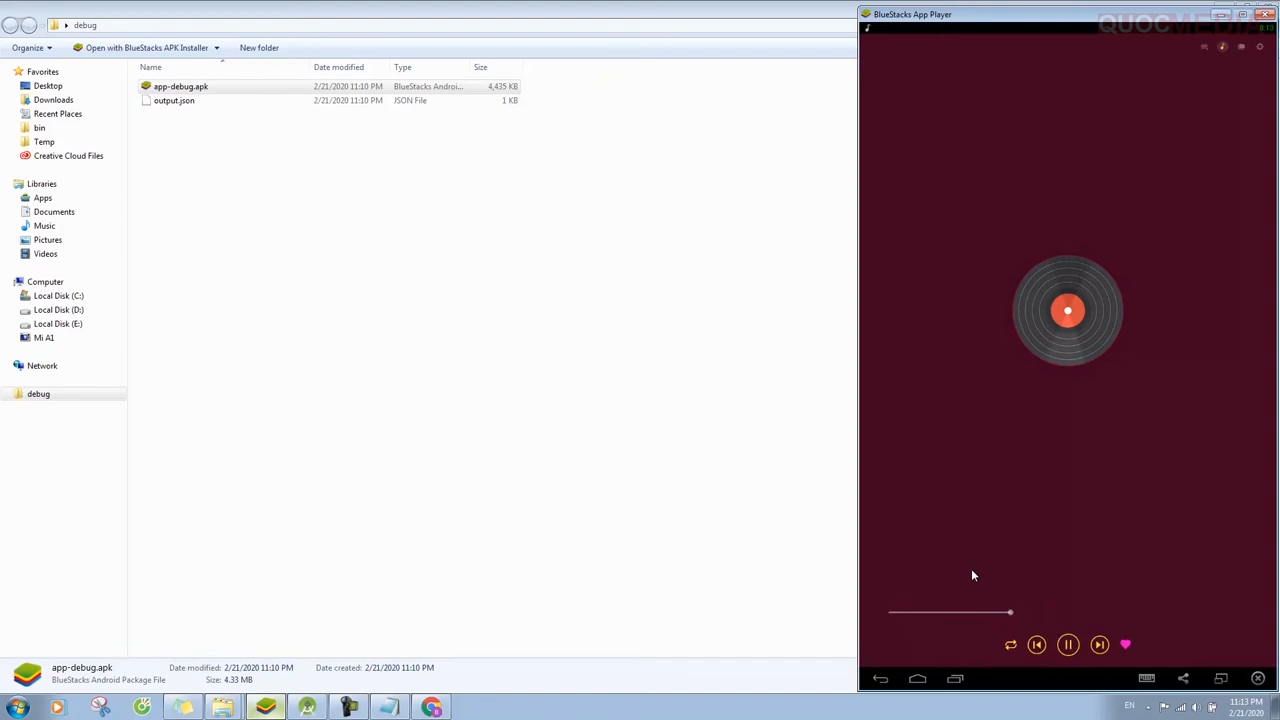 debug
Organize
Open with BlueStacks APK Installer
New folder
Favorites
Desktop
Downloads
Recent Places
bin
Temp
Creative Cloud Files
Libraries
Apps
Documents
Music
Pictures
Videos
Computer
Local Disk (C:)
Local Disk (D:)
Local Disk (E:)
Mi A1
Network
debug
Name Date modified Type Size
app-debug.apk 2/21/2020 11:10 PM BlueStacks Androi... 4,435 KB
output.json 2/21/2020 11:10 PM JSON File 1 KB
app-debug.apk Date modified: 2/21/2020 11:10 PM Date created: 2/21/2020 11:10 PM
BlueStacks Android Package File Size: 4.33 MB
BlueStacks App Player
QUOCMEDIA
EN
11:13 PM
2/21/2020